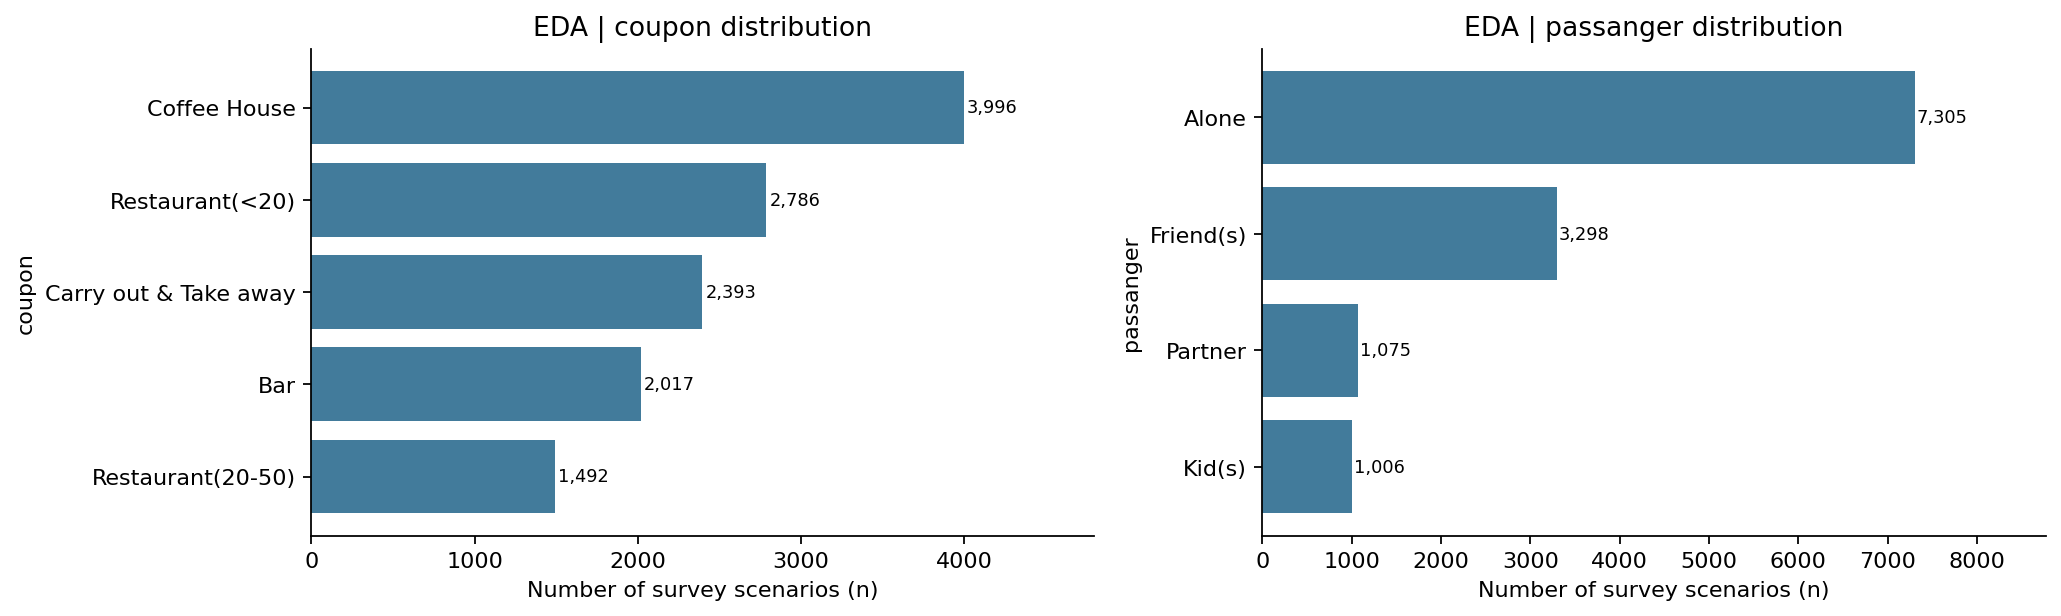 EDA | coupon distribution
coupon
Coffee House
3,996
Restaurant(<20)
2,786
Carry out & Take away
2,393
Bar
2,017
Restaurant(20-50)
1,492
0 1000 2000 3000 4000
Number of survey scenarios (n)
EDA | passanger distribution
passanger
Alone
7,305
Friend(s)
3,298
Partner
1,075
Kid(s)
1,006
0 1000 2000 3000 4000 5000 6000 7000 8000
Number of survey scenarios (n)